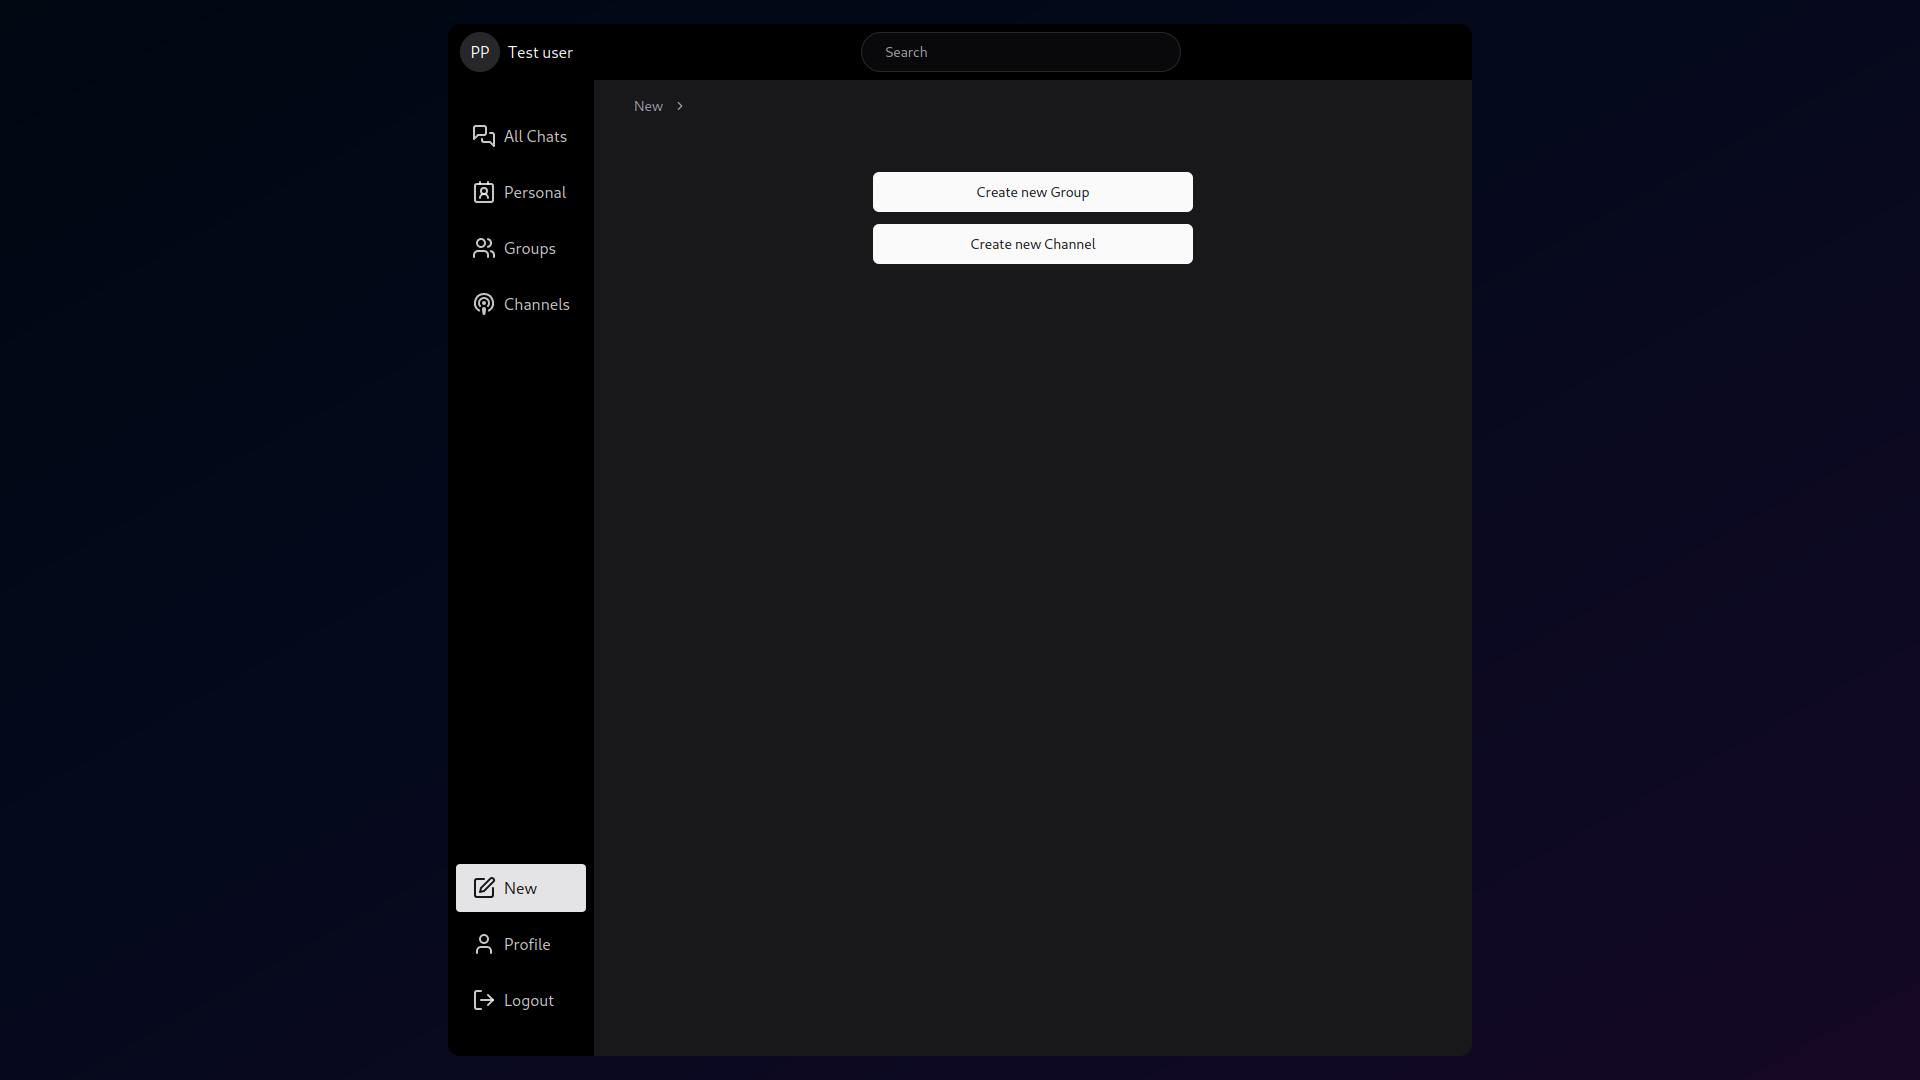 PP Test user
Search
New
All Chats
Personal
Groups
Channels
Create new Group
Create new Channel
New
Profile
Logout